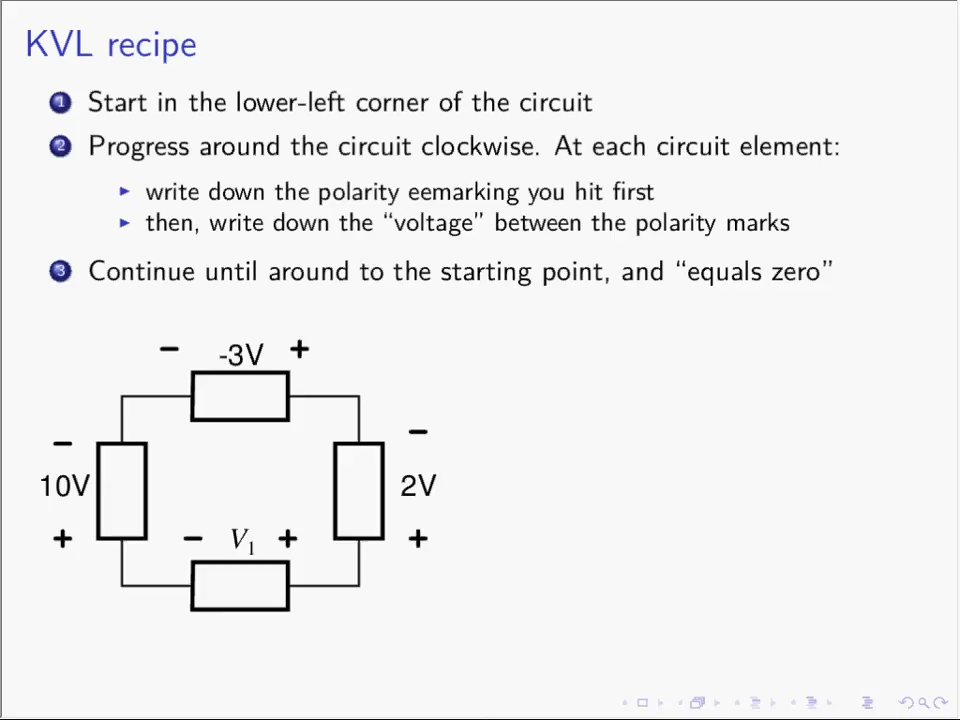 KVL recipe
1 Start in the lower-left corner of the circuit
2 Progress around the circuit clockwise. At each circuit element:
write down the polarity eemarking you hit first
then, write down the “voltage” between the polarity marks
3 Continue until around to the starting point, and “equals zero”
− -3V +
− −
10V 2V
+ − V1 + +